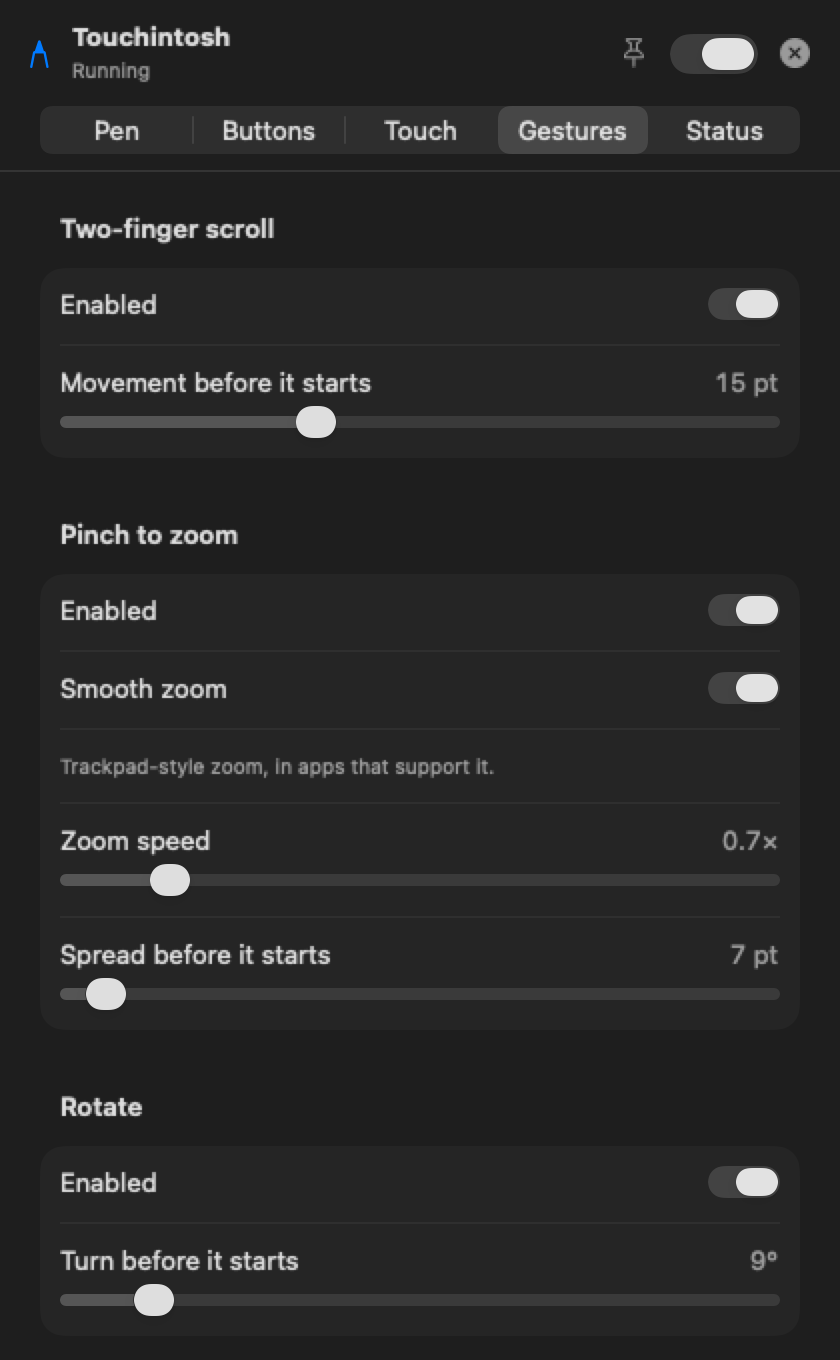 Touchintosh
Running
Pen Buttons Touch Gestures Status
Two-finger scroll
Enabled
Movement before it starts 15 pt
Pinch to zoom
Enabled
Smooth zoom
Trackpad-style zoom, in apps that support it.
Zoom speed 0.7×
Spread before it starts 7 pt
Rotate
Enabled
Turn before it starts 9°